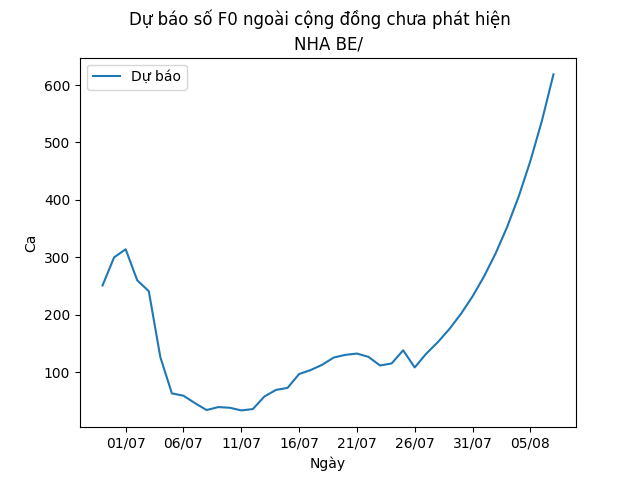 Dự báo số F0 ngoài cộng đồng chưa phát hiện
NHA BE/
Dự báo
600
500
400
300
200
100
Ca
01/07 06/07 11/07 16/07 21/07 26/07 31/07 05/08
Ngày